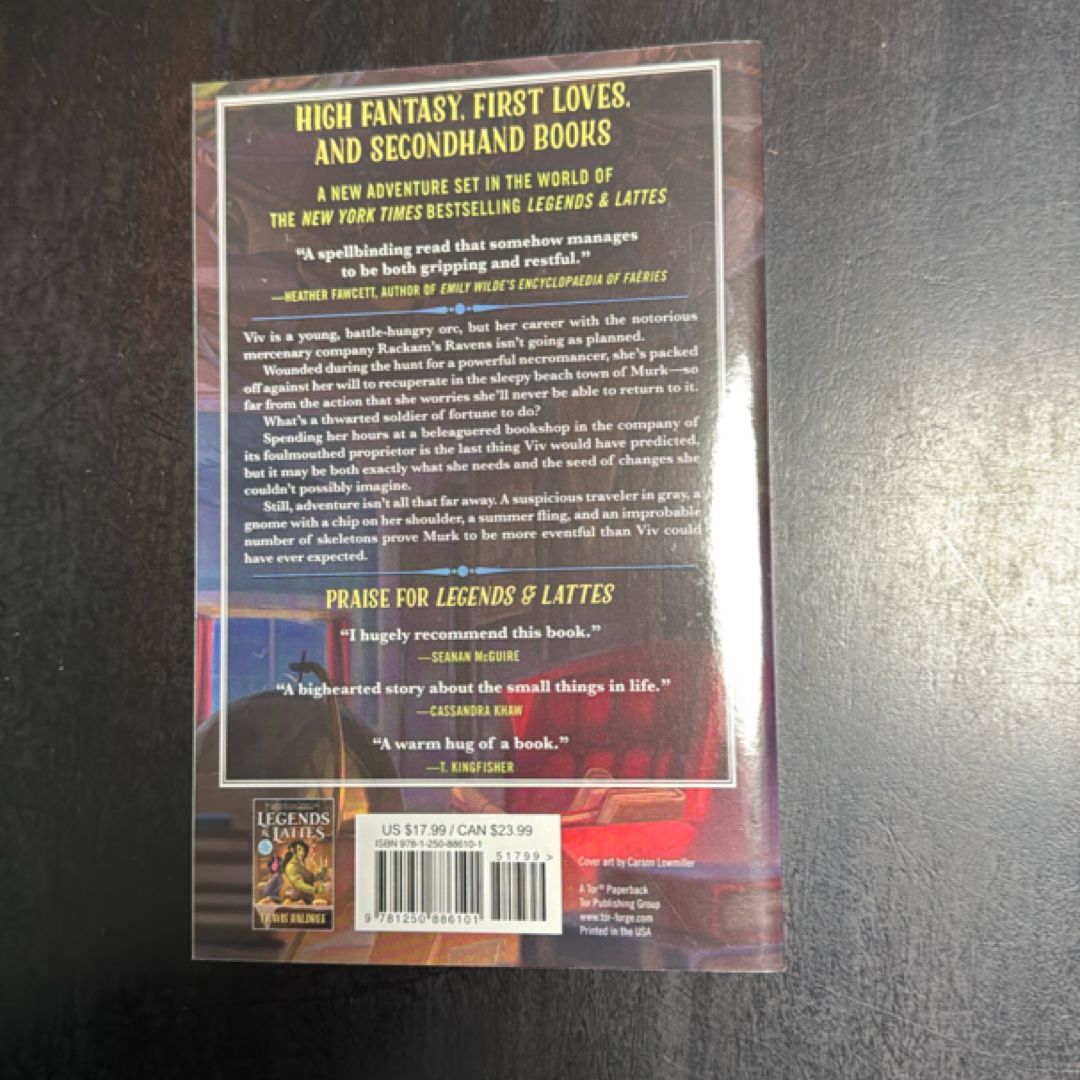 HIGH FANTASY, FIRST LOVES,
AND SECONDHAND BOOKS
A NEW ADVENTURE SET IN THE WORLD OF
THE NEW YORK TIMES BESTSELLING LEGENDS & LATTES
“A spellbinding read that somehow manages
to be both gripping and restful.”
—HEATHER FAWCETT, AUTHOR OF EMILY WILDE'S ENCYCLOPAEDIA OF FAERIES
Viv is a young, battle-hungry orc, but her career with the notorious
mercenary company Rackam's Ravens isn't going as planned.
Wounded during the hunt for a powerful necromancer, she's packed
off against her will to recuperate in the sleepy beach town of Murk—so
far from the action that she worries she'll never be able to return to it.
What's a thwarted soldier of fortune to do?
Spending her hours at a beleaguered bookshop in the company of
its foulmouthed proprietor is the last thing Viv would have predicted,
but it may be both exactly what she needs and the seed of changes she
couldn't possibly imagine.
Still, adventure isn't all that far away. A suspicious traveler in gray, a
gnome with a chip on her shoulder, a summer fling, and an improbable
number of skeletons prove Murk to be more eventful than Viv could
have ever expected.
PRAISE FOR LEGENDS & LATTES
“I hugely recommend this book.”
—SEANAN McGUIRE
“A bighearted story about the small things in life.”
—CASSANDRA KHAW
“A warm hug of a book.”
—T. KINGFISHER
LEGENDS
& LATTES
TRAVIS BALDREE
US $17.99 / CAN $23.99
ISBN 978-1-250-88610-1
51799>
9 781250 886101
Cover art by Carson Lowmiller
A Tor® Paperback
Tor Publishing Group
www.tor-forge.com
Printed in the USA